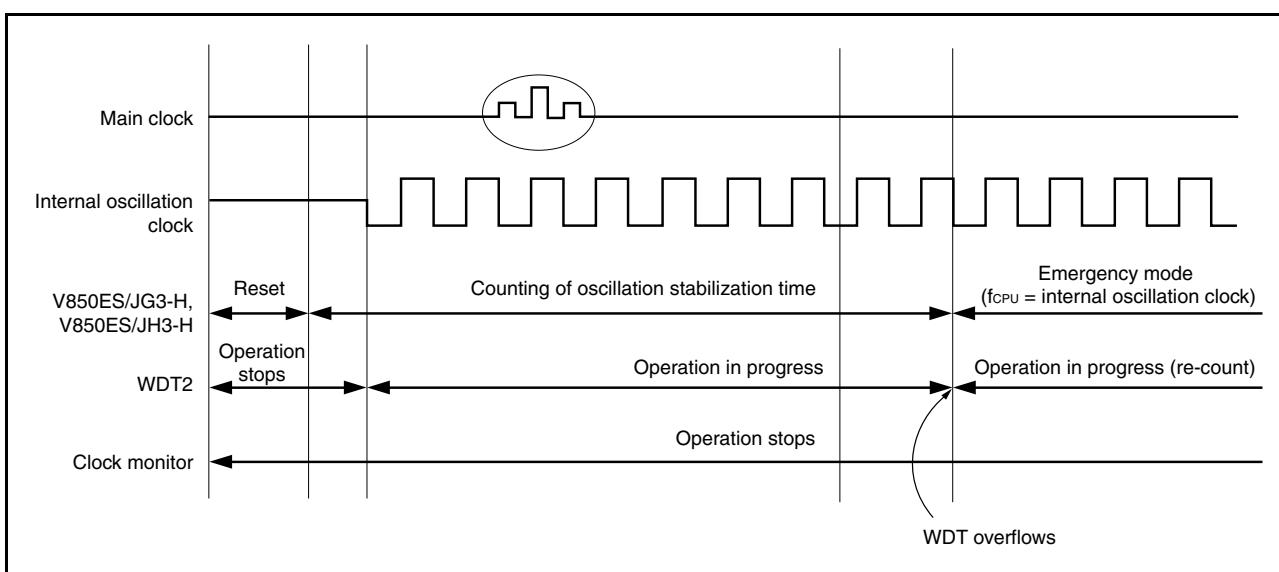 Main clock
Internal oscillation
clock
V850ES/JG3-H,
V850ES/JH3-H
Reset
Counting of oscillation stabilization time
Emergency mode
(fCPU = internal oscillation clock)
WDT2
Operation
stops
Operation in progress
Operation in progress (re-count)
Clock monitor
Operation stops
WDT overflows